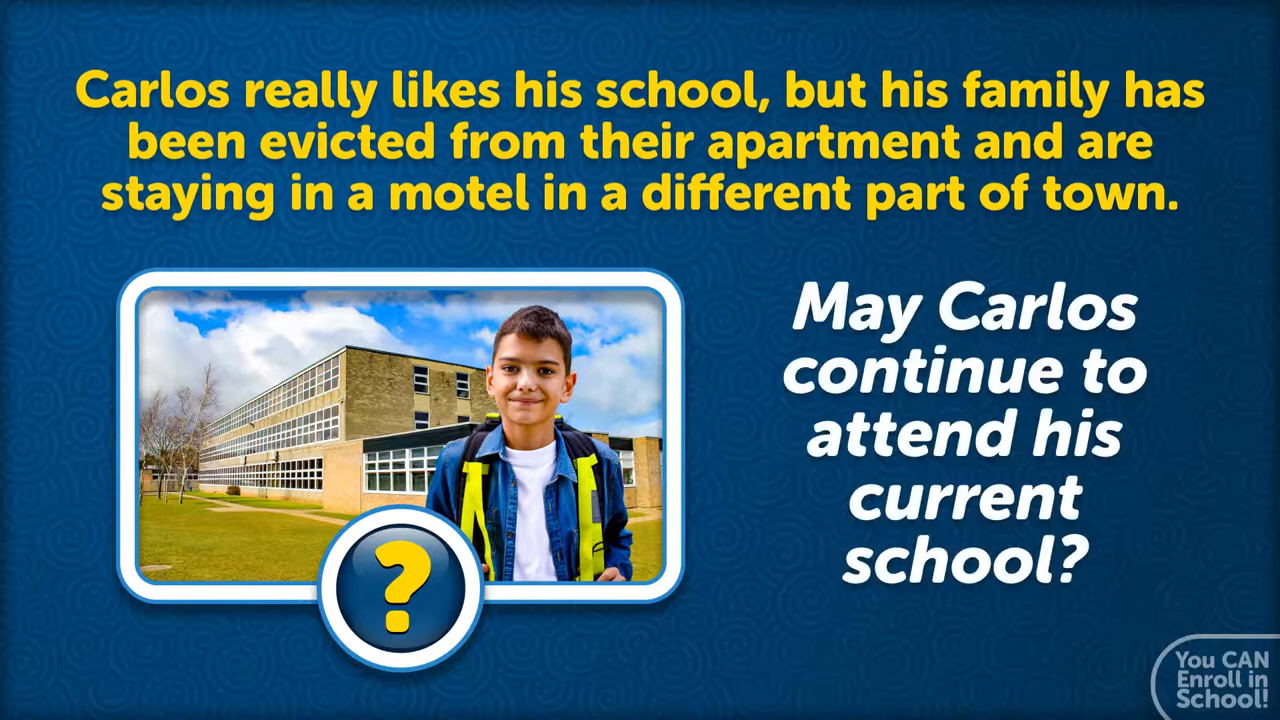 Carlos really likes his school, but his family has
been evicted from their apartment and are
staying in a motel in a different part of town.
May Carlos
continue to
attend his
current
school?
?
You CAN
Enroll in
School!